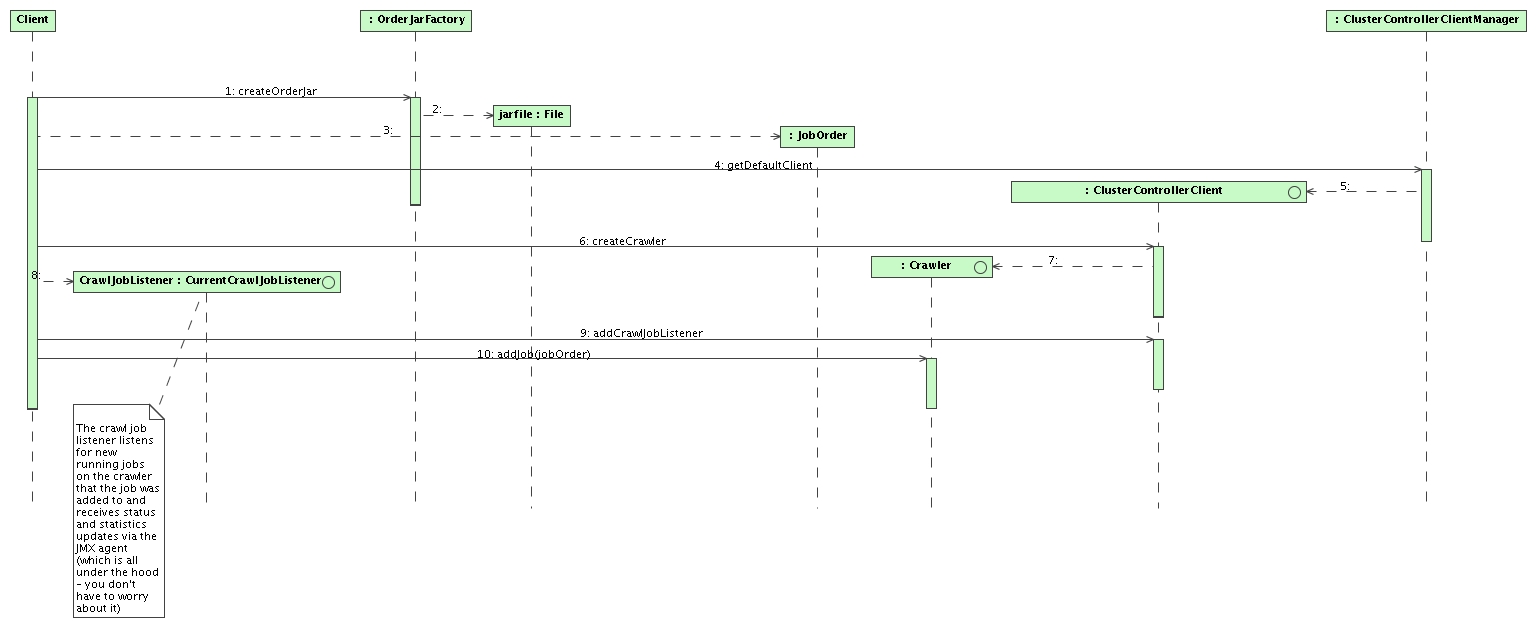 Client
: OrderJarFactory
: ClusterControllerClientManager
1: createOrderJar
2:
jarfile : File
3:
: JobOrder
4: getDefaultClient
5:
: ClusterControllerClient
6: createCrawler
7:
: Crawler
8:
CrawlJobListener : CurrentCrawlJobListener
9: addCrawlJobListener
10: addJob(jobOrder)
The crawl job
listener listens
for new
running jobs
on the crawler
that the job was
added to and
receives status
and statistics
updates via the
JMX agent
(which is all
under the hood
- you don't
have to worry
about it)